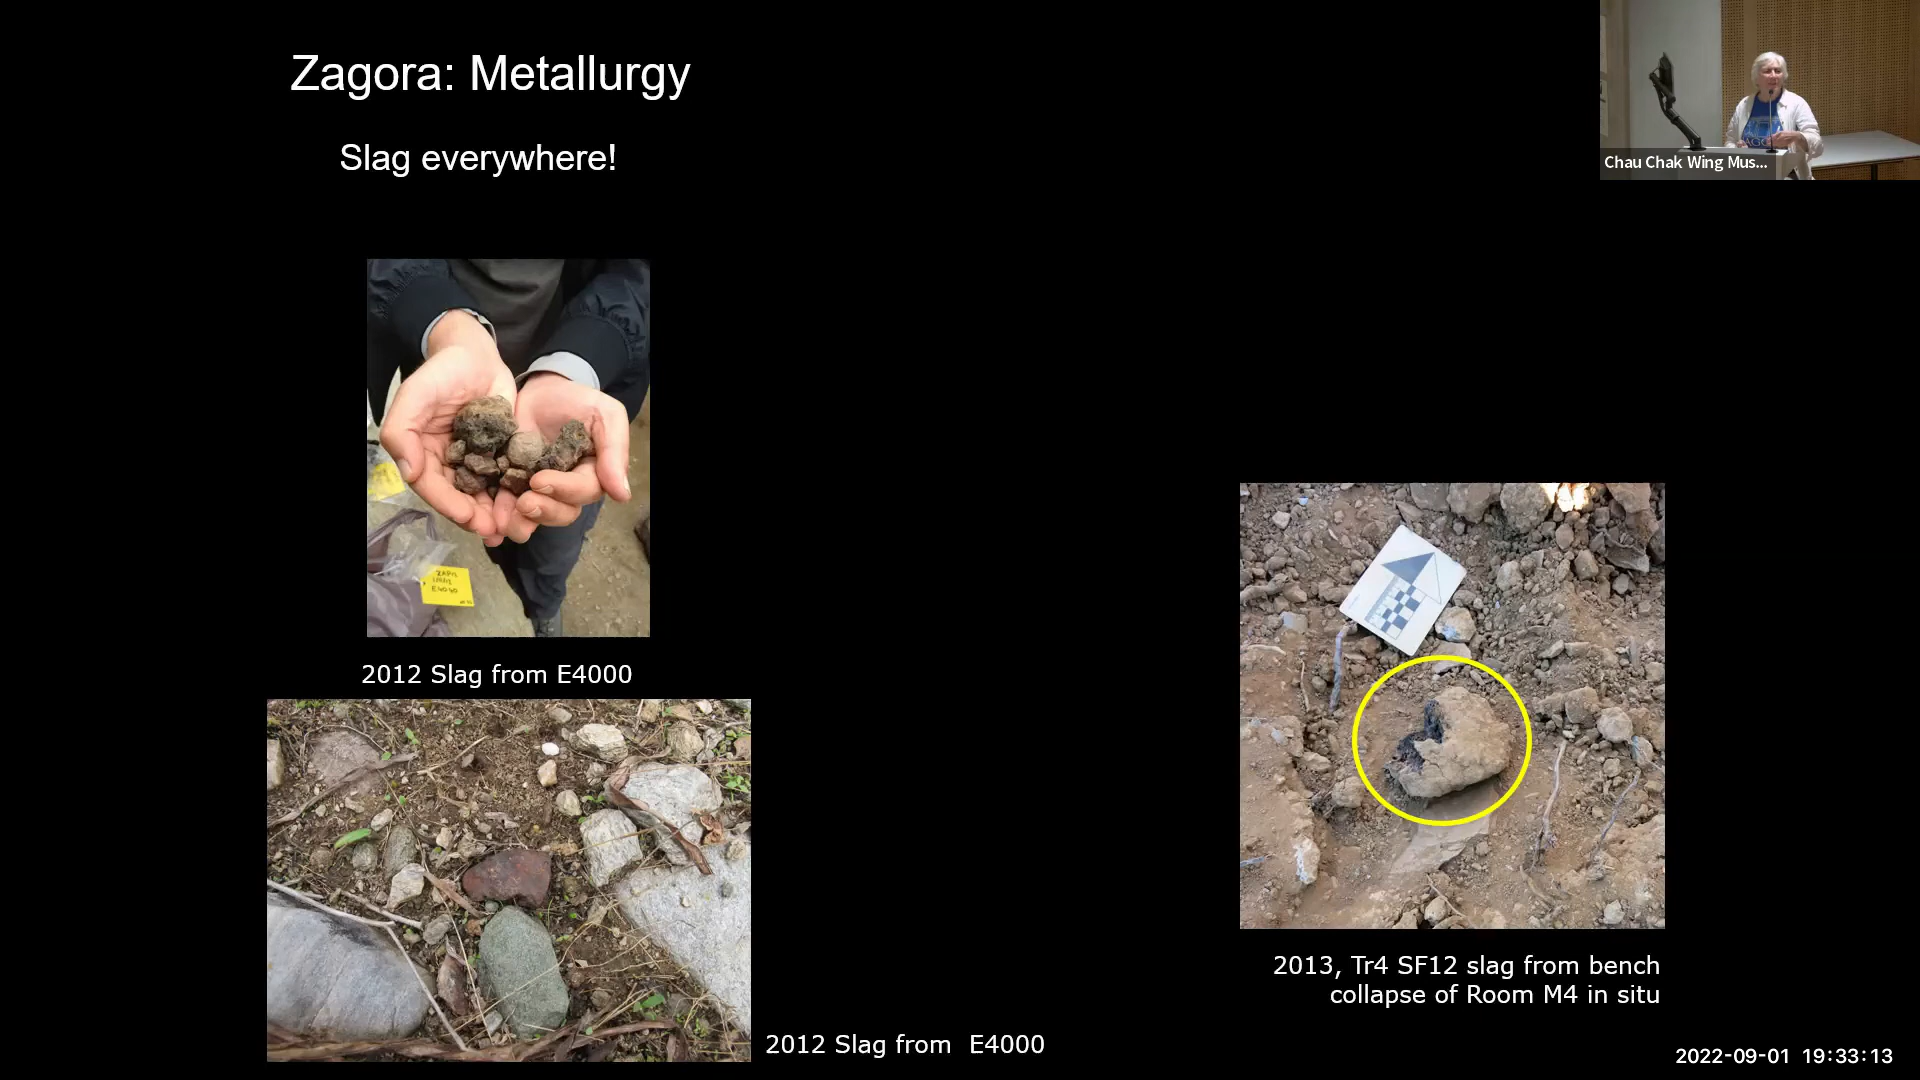 Zagora: Metallurgy
Slag everywhere!
Chau Chak Wing Mus...
E4040
2012 Slag from E4000
2012 Slag from  E4000
2013, Tr4 SF12 slag from bench
collapse of Room M4 in situ
2022-09-01 19:33:13